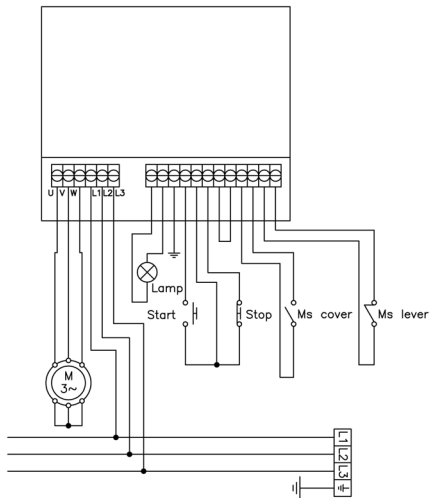 U V W L1 L2 L3
Lamp
Start
Stop
Ms cover
Ms lever
M
3~
L1
L2
L3